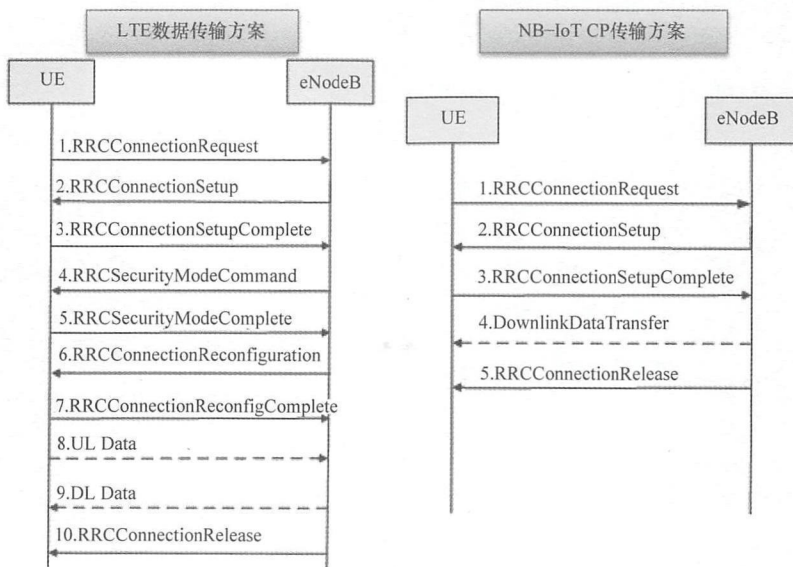 LTE数据传输方案
UE
eNodeB
1.RRCConnectionRequest
2.RRCConnectionSetup
3.RRCConnectionSetupComplete
4.RRCSecurityModeCommand
5.RRCSecurityModeComplete
6.RRCConnectionReconfiguration
7.RRCConnectionReconfigComplete
8.UL Data
9.DL Data
10.RRCConnectionRelease
NB-IoT CP传输方案
UE
eNodeB
1.RRCConnectionRequest
2.RRCConnectionSetup
3.RRCConnectionSetupComplete
4.DownlinkDataTransfer
5.RRCConnectionRelease